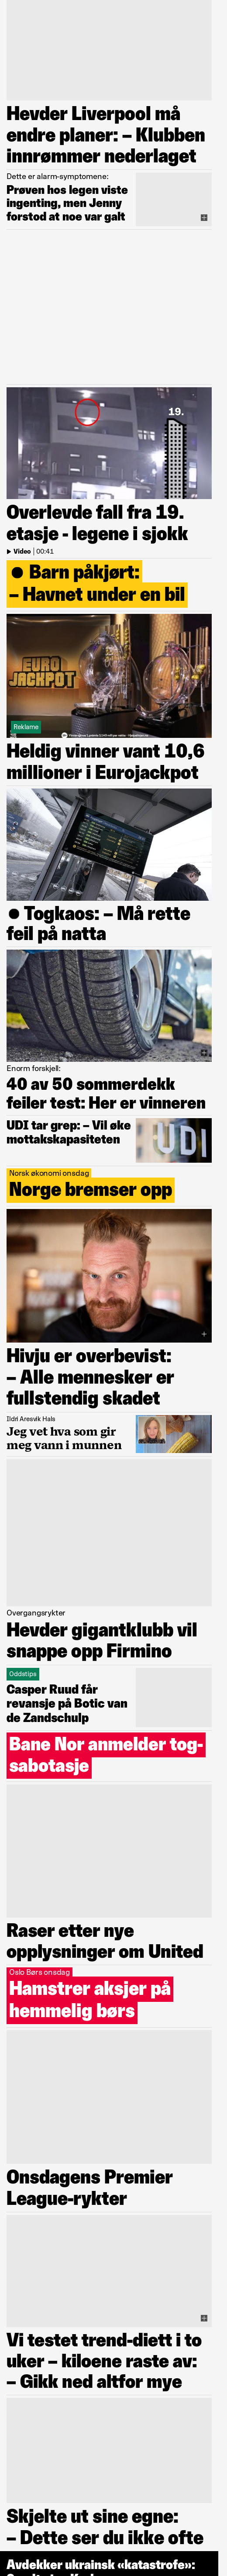 Hevder Liverpool må
endre planer: – Klubben
innrømmer nederlaget
Dette er alarm-symptomene:
Prøven hos legen viste
ingenting, men Jenny
forstod at noe var galt
19.
Overlevde fall fra 19.
etasje - legene i sjokk
Video | 00:41
● Barn påkjørt:
– Havnet under en bil
EURO
JACKPOT
Reklame
Heldig vinner vant 10,6
millioner i Eurojackpot
● Togkaos: – Må rette
feil på natta
Enorm forskjell:
40 av 50 sommerdekk
feiler test: Her er vinneren
UDI tar grep: – Vil øke
mottakskapasiteten
UDI
Norsk økonomi onsdag
Norge bremser opp
Hivju er overbevist:
– Alle mennesker er
fullstendig skadet
Ildri Areavik Hals
Jeg vet hva som gir
meg vann i munnen
Overgangsrykter
Hevder gigantklubb vil
snappe opp Firmino
Oddstips
Casper Ruud får
revansje på Botic van
de Zandschulp
Bane Nor anmelder tog-
sabotasje
Raser etter nye
opplysninger om United
Oslo Børs onsdag
Hamstrer aksjer på
hemmelig børs
Onsdagens Premier
League-rykter
Vi testet trend-diett i to
uker – kiloene raste av:
– Gikk ned altfor mye
Skjelte ut sine egne:
– Dette ser du ikke ofte
Avdekker ukrainsk «katastrofe»: